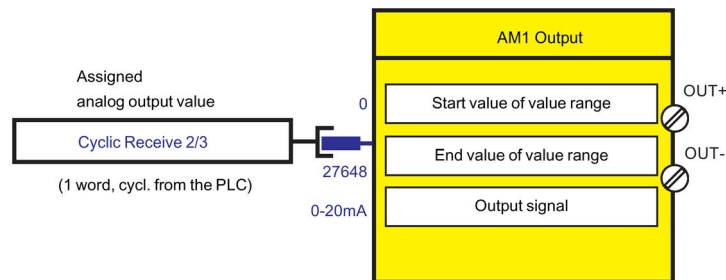 AM1 Output
Assigned
analog output value
Cyclic Receive 2/3
(1 word, cycl. from the PLC)
0
Start value of value range
OUT+
27648
End value of value range
OUT-
0-20mA
Output signal